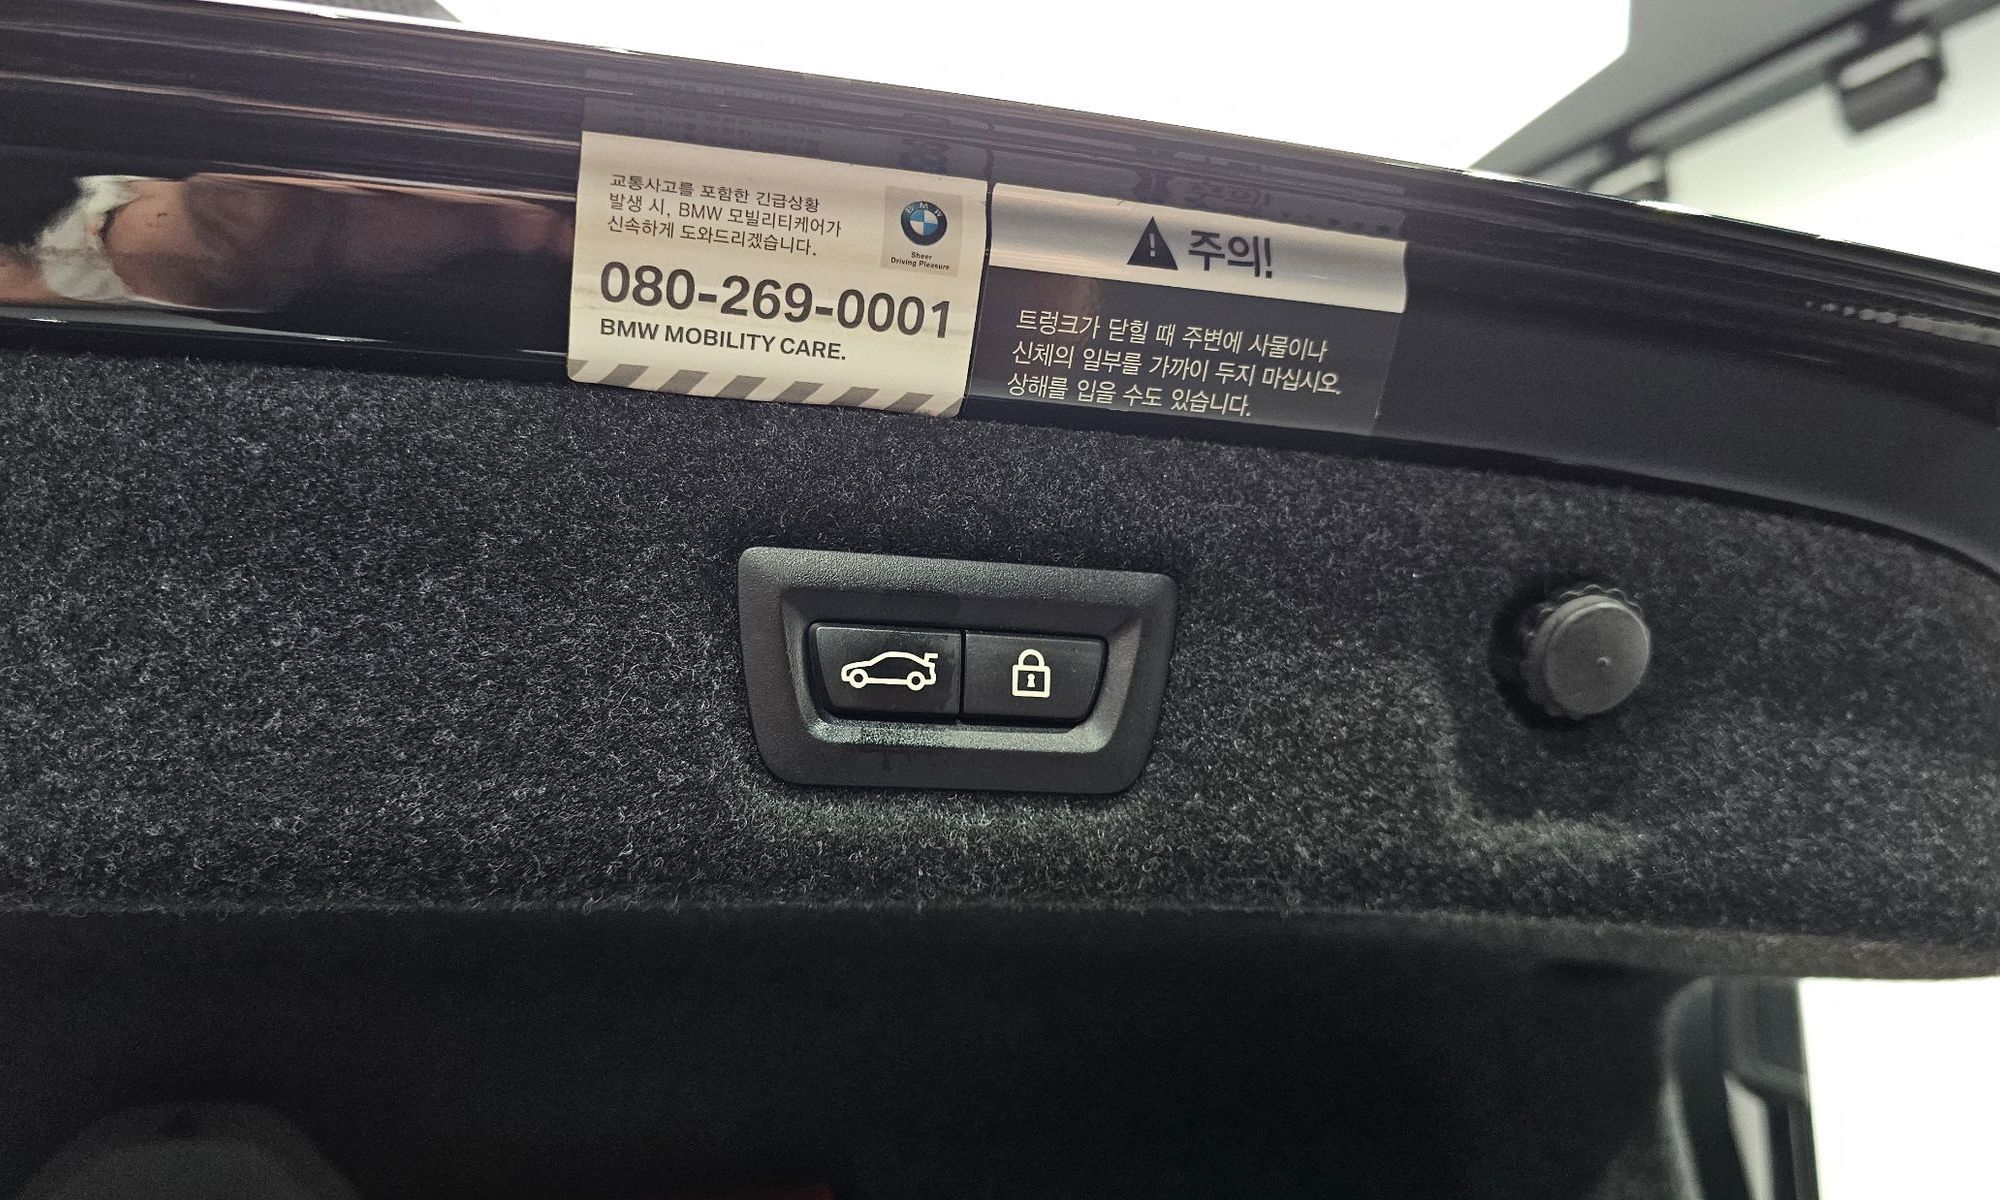 교통사고를 포함한 긴급상황
발생 시, BMW 모빌리티케어가
신속하게 도와드리겠습니다.
BMW
Sheer
Driving Pleasure
080-269-0001
BMW MOBILITY CARE.
주의!
트렁크가 닫힐 때 주변에 사물이나
신체의 일부를 가까이 두지 마십시오.
상해를 입을 수도 있습니다.